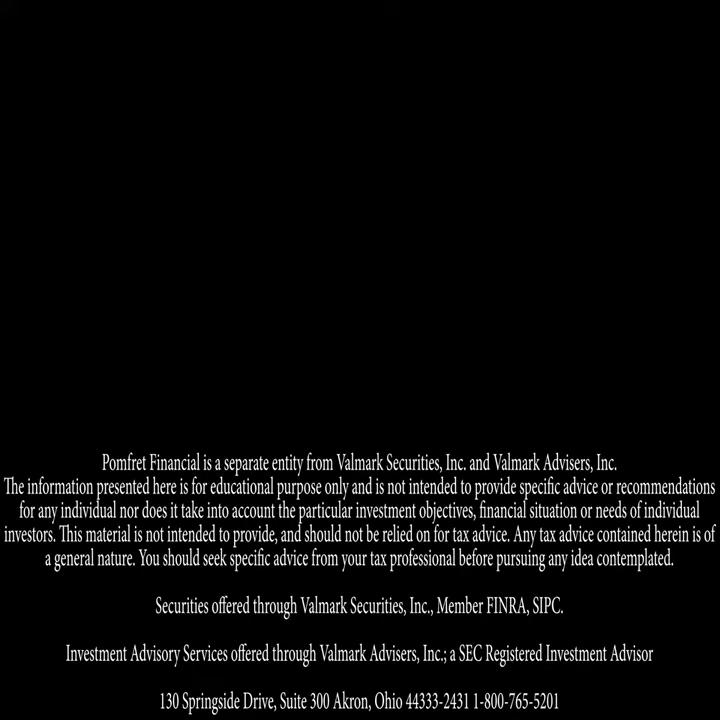 Pomfret Financial is a separate entity from Valmark Securities, Inc. and Valmark Advisers, Inc.
The information presented here is for educational purpose only and is not intended to provide specific advice or recommendations
for any individual nor does it take into account the particular investment objectives, financial situation or needs of individual
investors. This material is not intended to provide, and should not be relied on for tax advice. Any tax advice contained herein is of
a general nature. You should seek specific advice from your tax professional before pursuing any idea contemplated.
Securities offered through Valmark Securities, Inc., Member FINRA, SIPC.
Investment Advisory Services offered through Valmark Advisers, Inc.; a SEC Registered Investment Advisor
130 Springside Drive, Suite 300 Akron, Ohio 44333-2431 1-800-765-5201